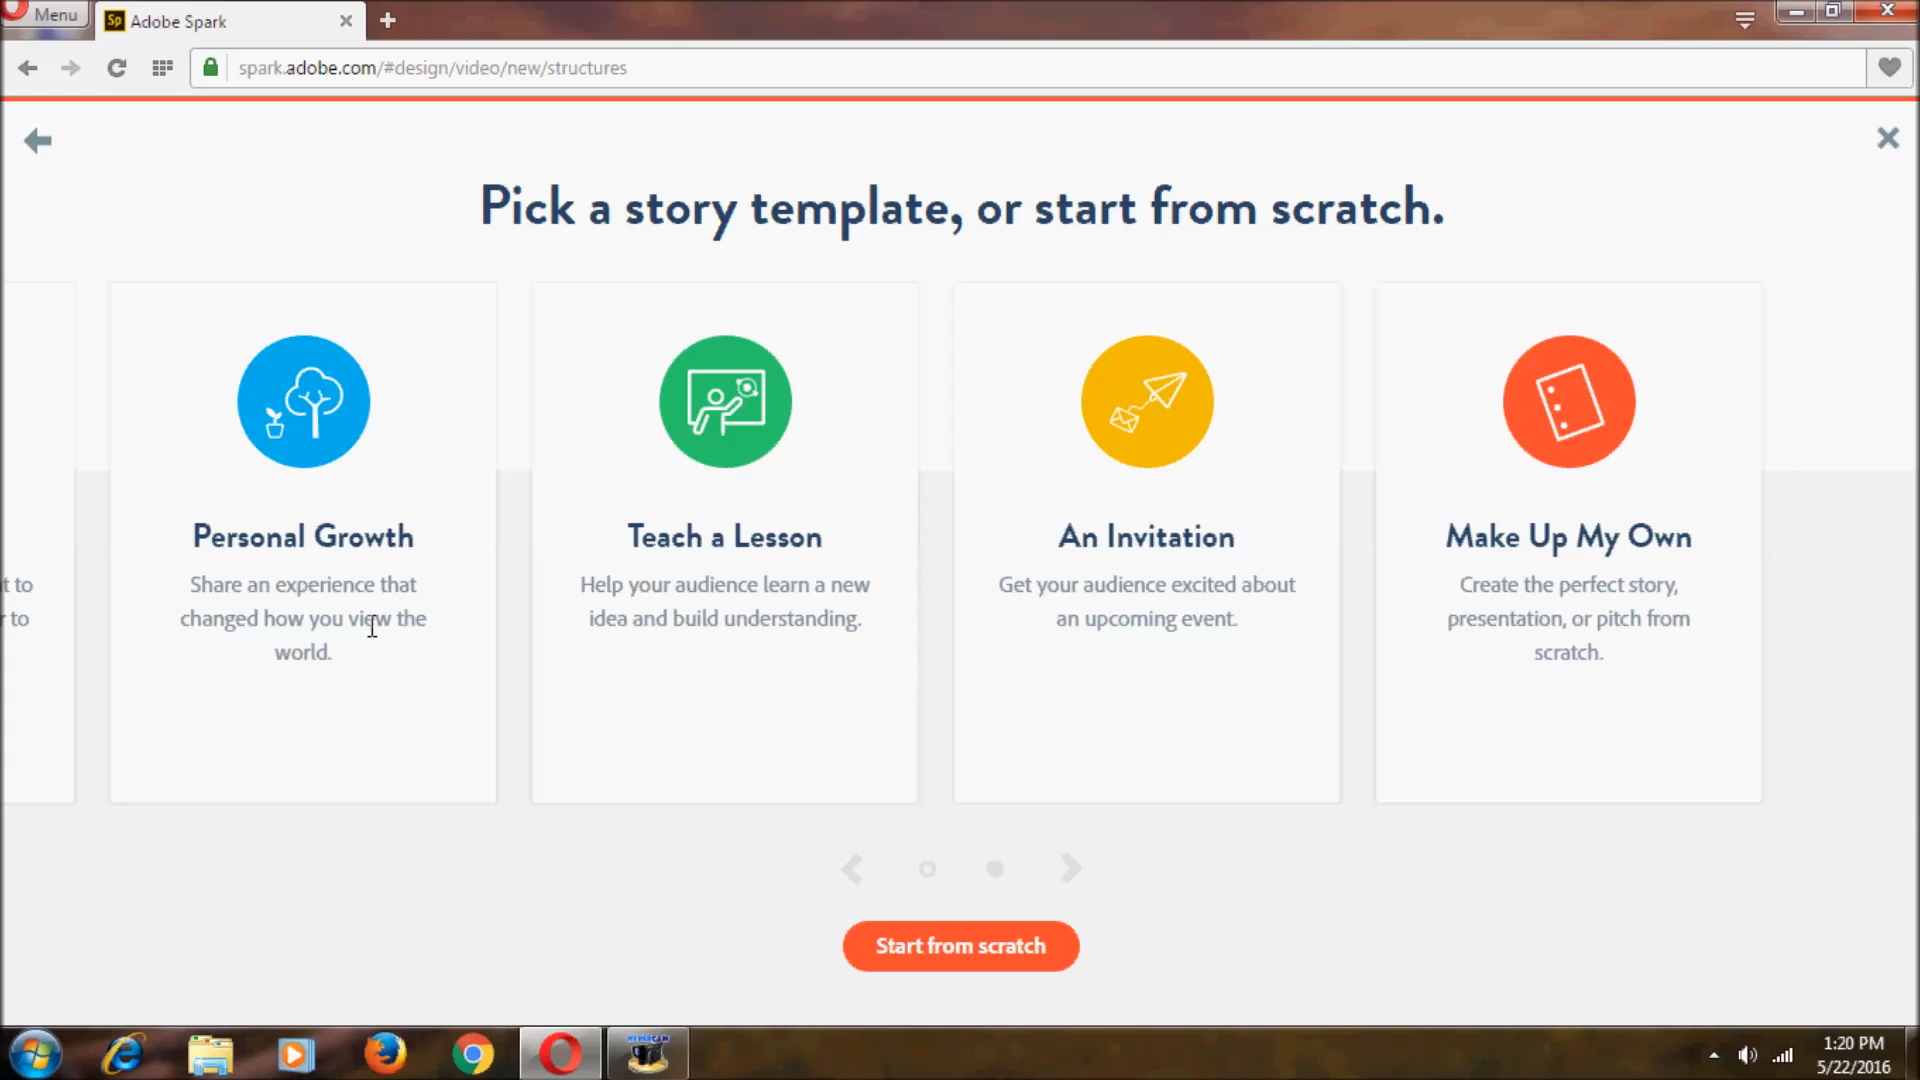 Menu
Sp Adobe Spark
spark.adobe.com/#design/video/new/structures
Pick a story template, or start from scratch.
t to
r to
Personal Growth
Share an experience that
changed how you view the
world.
Teach a Lesson
Help your audience learn a new
idea and build understanding.
An Invitation
Get your audience excited about
an upcoming event.
Make Up My Own
Create the perfect story,
presentation, or pitch from
scratch.
Start from scratch
HYPERCAM
1:20 PM
5/22/2016